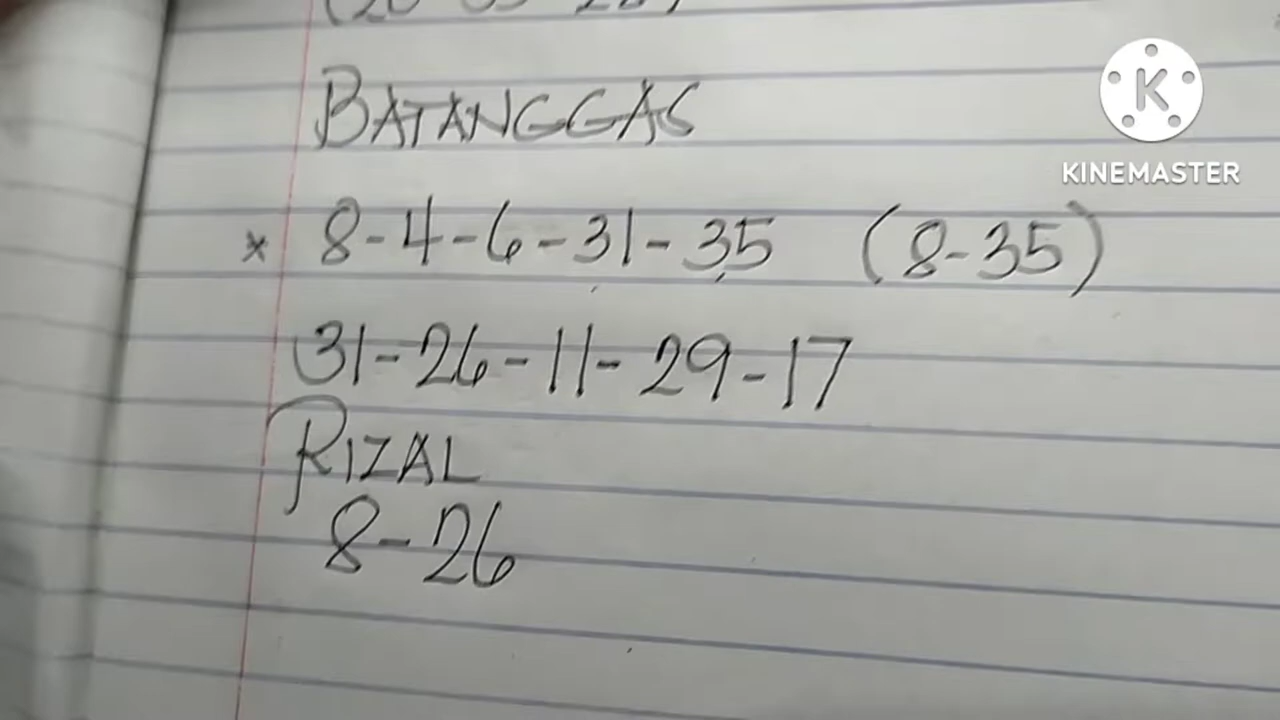 BATANGGAS
K
KINEMASTER
* 8-4-6-31-35 (8-35)
31-26-11-29-17
RIZAL
8-26